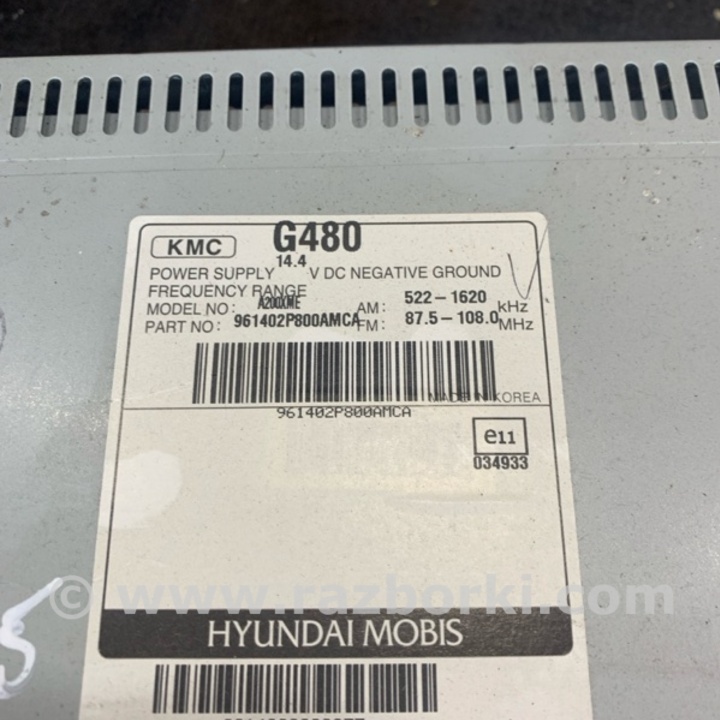 KMC G480
POWER SUPPLY 14.4 V DC NEGATIVE GROUND
FREQUENCY RANGE
MODEL NO: A200XME AM: 522-1620 kHz
PART NO: 961402P800AMCA FM: 87.5-108.0 MHz
MADE IN KOREA
961402P800AMCA
e11
034933
© www.razborki.com
HYUNDAI MOBIS